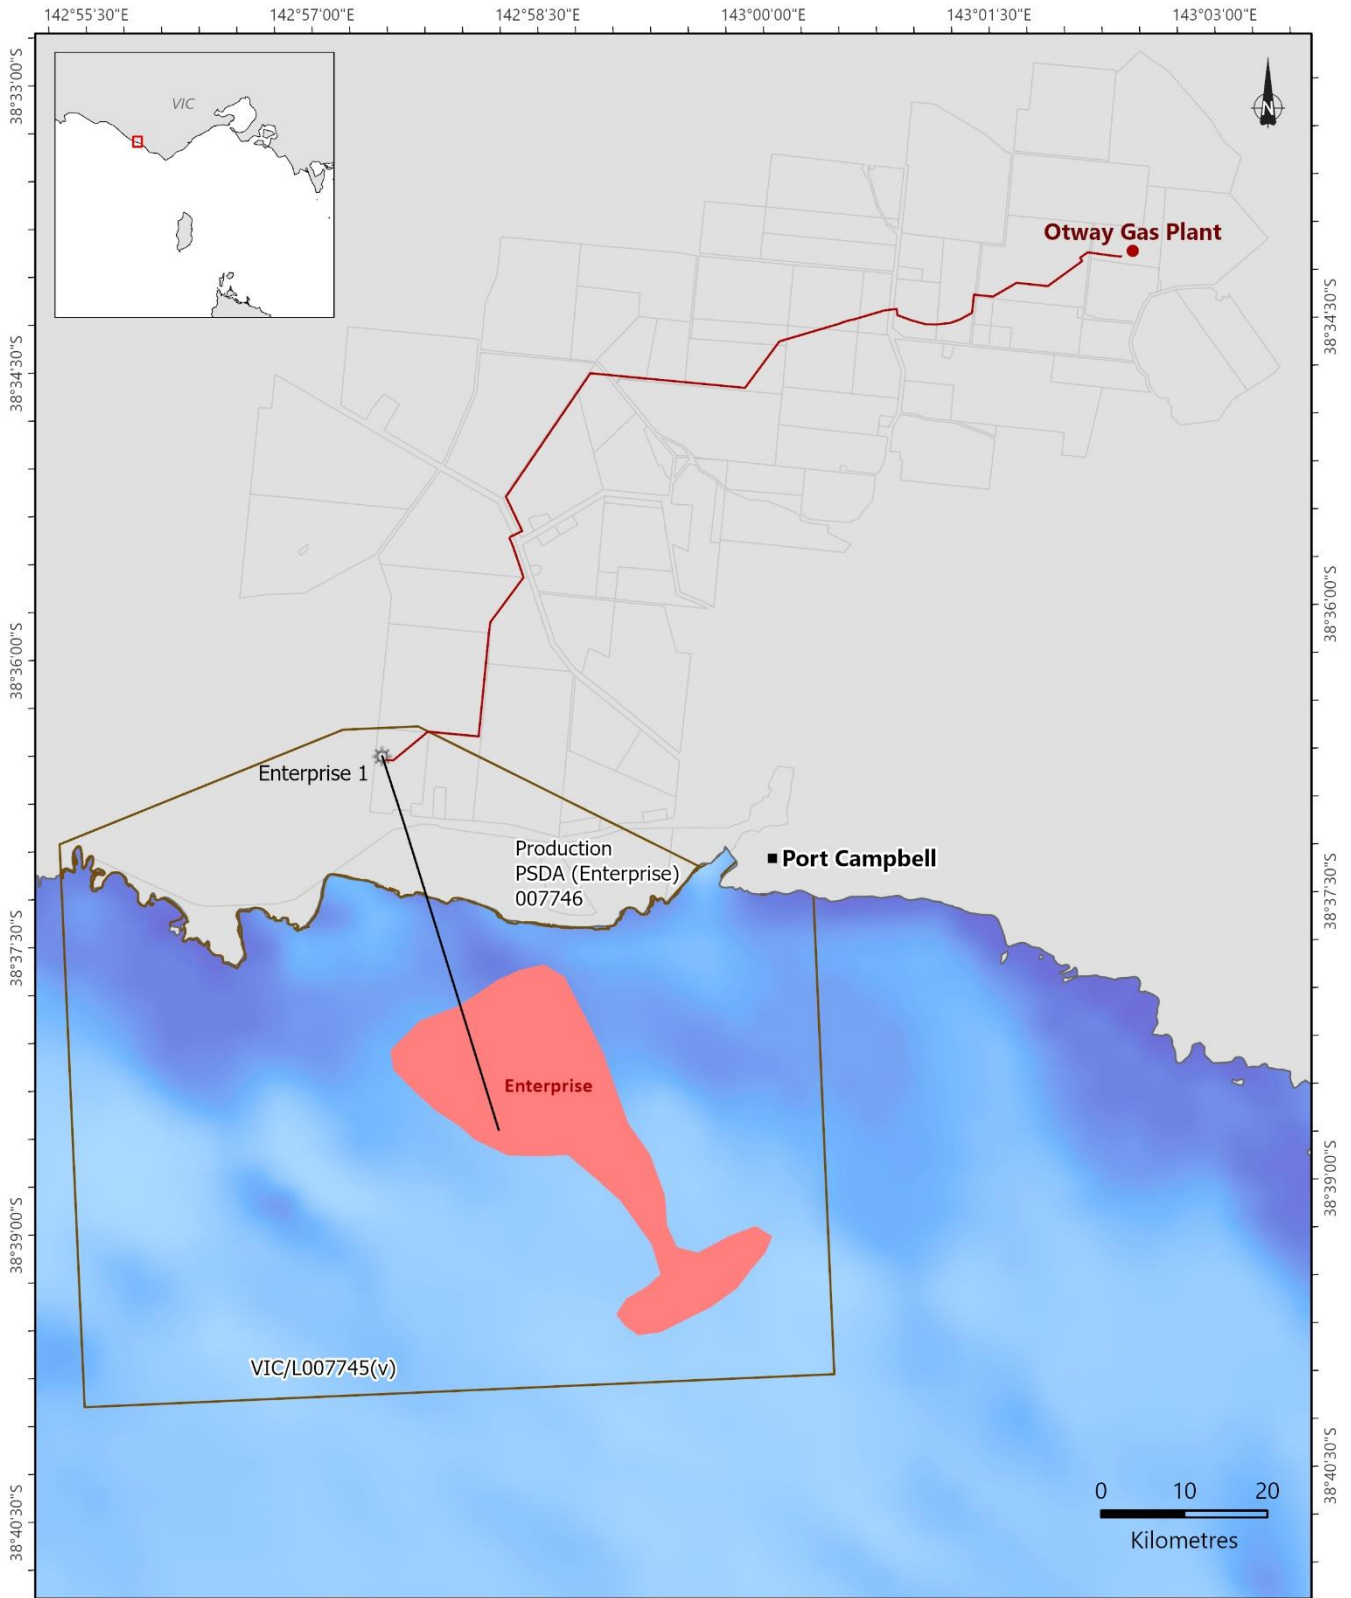 142°55'30"E
142°57'00"E
142°58'30"E
143°00'00"E
143°01'30"E
143°03'00"E
38°33'00"S
38°34'30"S
38°36'00"S
38°37'30"S
38°39'00"S
38°40'30"S
VIC
N
Otway Gas Plant
Enterprise 1
Production
PSDA (Enterprise)
007746
Port Campbell
Enterprise
VIC/L007745(v)
0 10 20
Kilometres
38°34'30"S
38°36'00"S
38°37'30"S
38°39'00"S
38°40'30"S